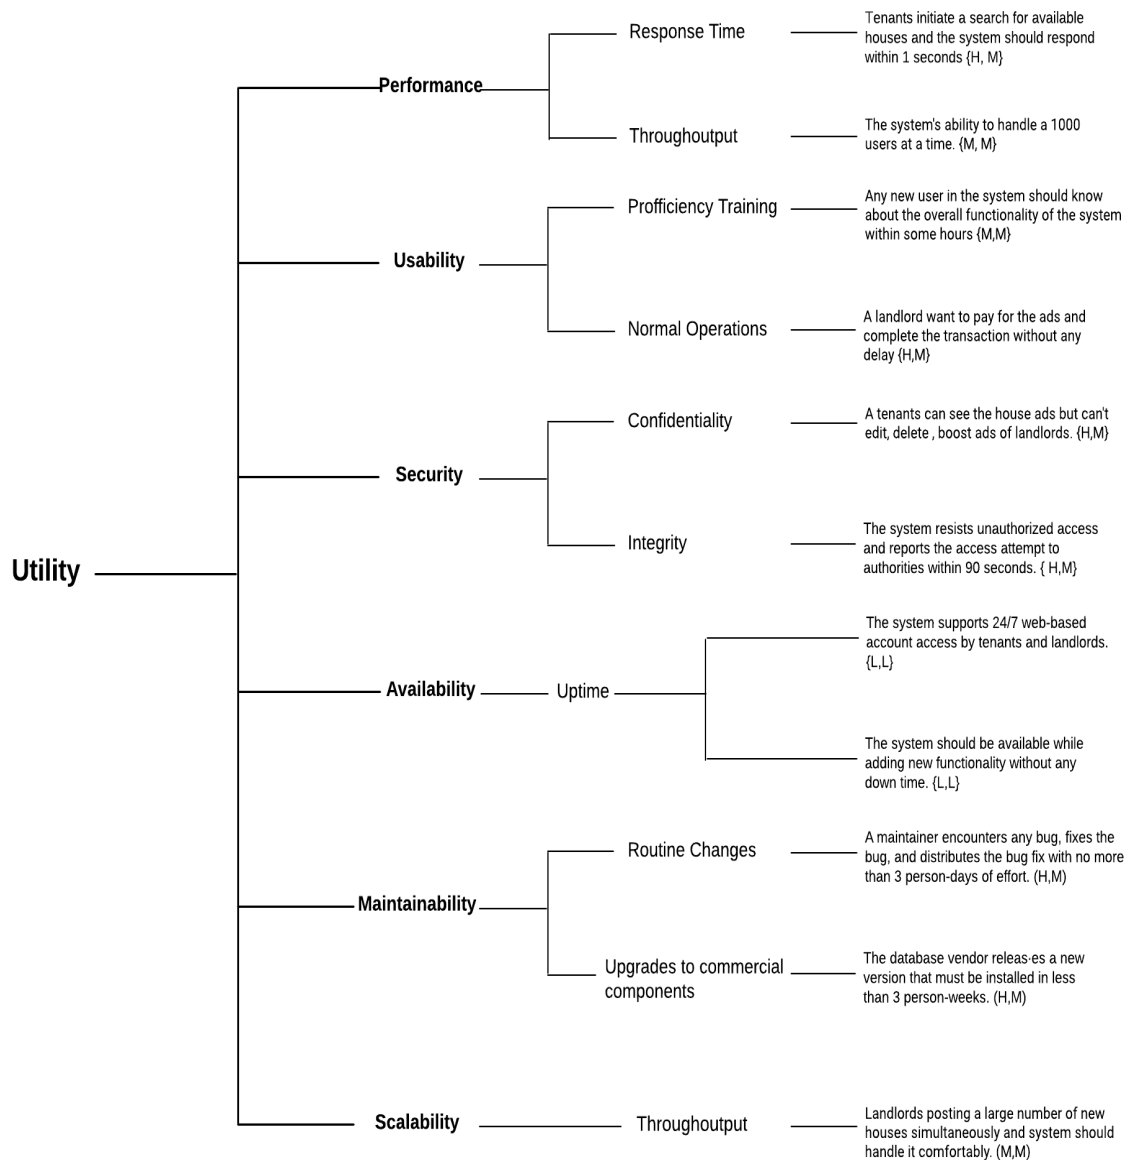 Utility
Performance
Response Time
Tenants initiate a search for available
houses and the system should respond
within 1 seconds {H, M}
Throughoutput
The system's ability to handle a 1000
users at a time. {M, M}
Usability
Profficiency Training
Any new user in the system should know
about the overall functionality of the system
within some hours {M,M}
Normal Operations
A landlord want to pay for the ads and
complete the transaction without any
delay {H,M}
Security
Confidentiality
A tenants can see the house ads but can't
edit, delete , boost ads of landlords. {H,M}
Integrity
The system resists unauthorized access
and reports the access attempt to
authorities within 90 seconds. { H,M}
Availability
Uptime
The system supports 24/7 web-based
account access by tenants and landlords.
{L,L}
The system should be available while
adding new functionality without any
down time. {L,L}
Maintainability
Routine Changes
A maintainer encounters any bug, fixes the
bug, and distributes the bug fix with no more
than 3 person-days of effort. (H,M)
Upgrades to commercial
components
The database vendor releas·es a new
version that must be installed in less
than 3 person-weeks. (H,M)
Scalability
Throughoutput
Landlords posting a large number of new
houses simultaneously and system should
handle it comfortably. (M,M)